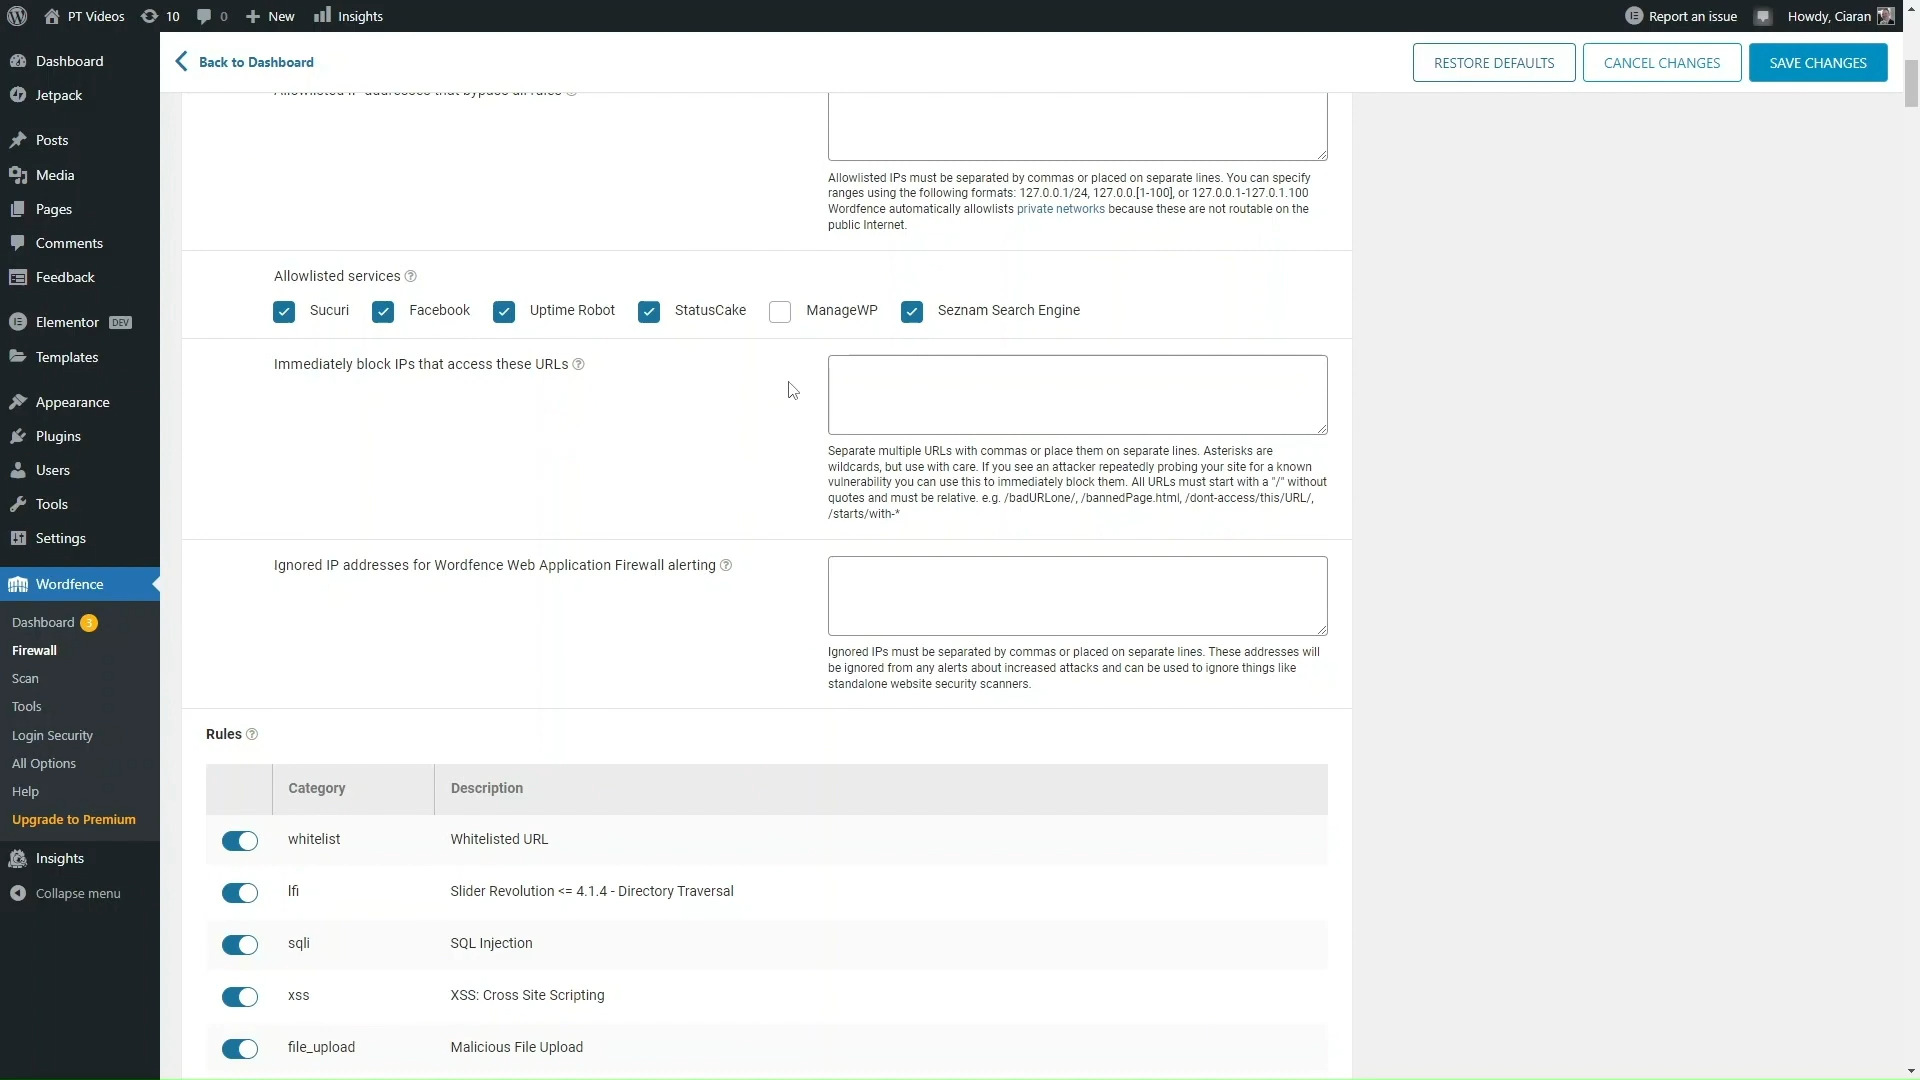 PT Videos
10
0
New
Insights
Report an issue
Howdy, Ciaran
Dashboard
Jetpack
Posts
Media
Pages
Comments
Feedback
Elementor DEV
Templates
Appearance
Plugins
Users
Tools
Settings
Wordfence
Dashboard 3
Firewall
Scan
Tools
Login Security
All Options
Help
Upgrade to Premium
Insights
Collapse menu
Back to Dashboard
RESTORE DEFAULTS
CANCEL CHANGES
SAVE CHANGES
Allowlisted IP addresses that bypass all rules
Allowlisted IPs must be separated by commas or placed on separate lines. You can specify
ranges using the following formats: 127.0.0.1/24, 127.0.0.[1-100], or 127.0.0.1-127.0.1.100
Wordfence automatically allowlists private networks because these are not routable on the
public Internet.
Allowlisted services
Sucuri
Facebook
Uptime Robot
StatusCake
ManageWP
Seznam Search Engine
Immediately block IPs that access these URLs
Separate multiple URLs with commas or place them on separate lines. Asterisks are
wildcards, but use with care. If you see an attacker repeatedly probing your site for a known
vulnerability you can use this to immediately block them. All URLs must start with a "/" without
quotes and must be relative. e.g. /badURLone/, /bannedPage.html, /dont-access/this/URL/,
/starts/with-*
Ignored IP addresses for Wordfence Web Application Firewall alerting
Ignored IPs must be separated by commas or placed on separate lines. These addresses will
be ignored from any alerts about increased attacks and can be used to ignore things like
standalone website security scanners.
Rules
Category
Description
whitelist
Whitelisted URL
lfi
Slider Revolution <= 4.1.4 - Directory Traversal
sqli
SQL Injection
xss
XSS: Cross Site Scripting
file_upload
Malicious File Upload